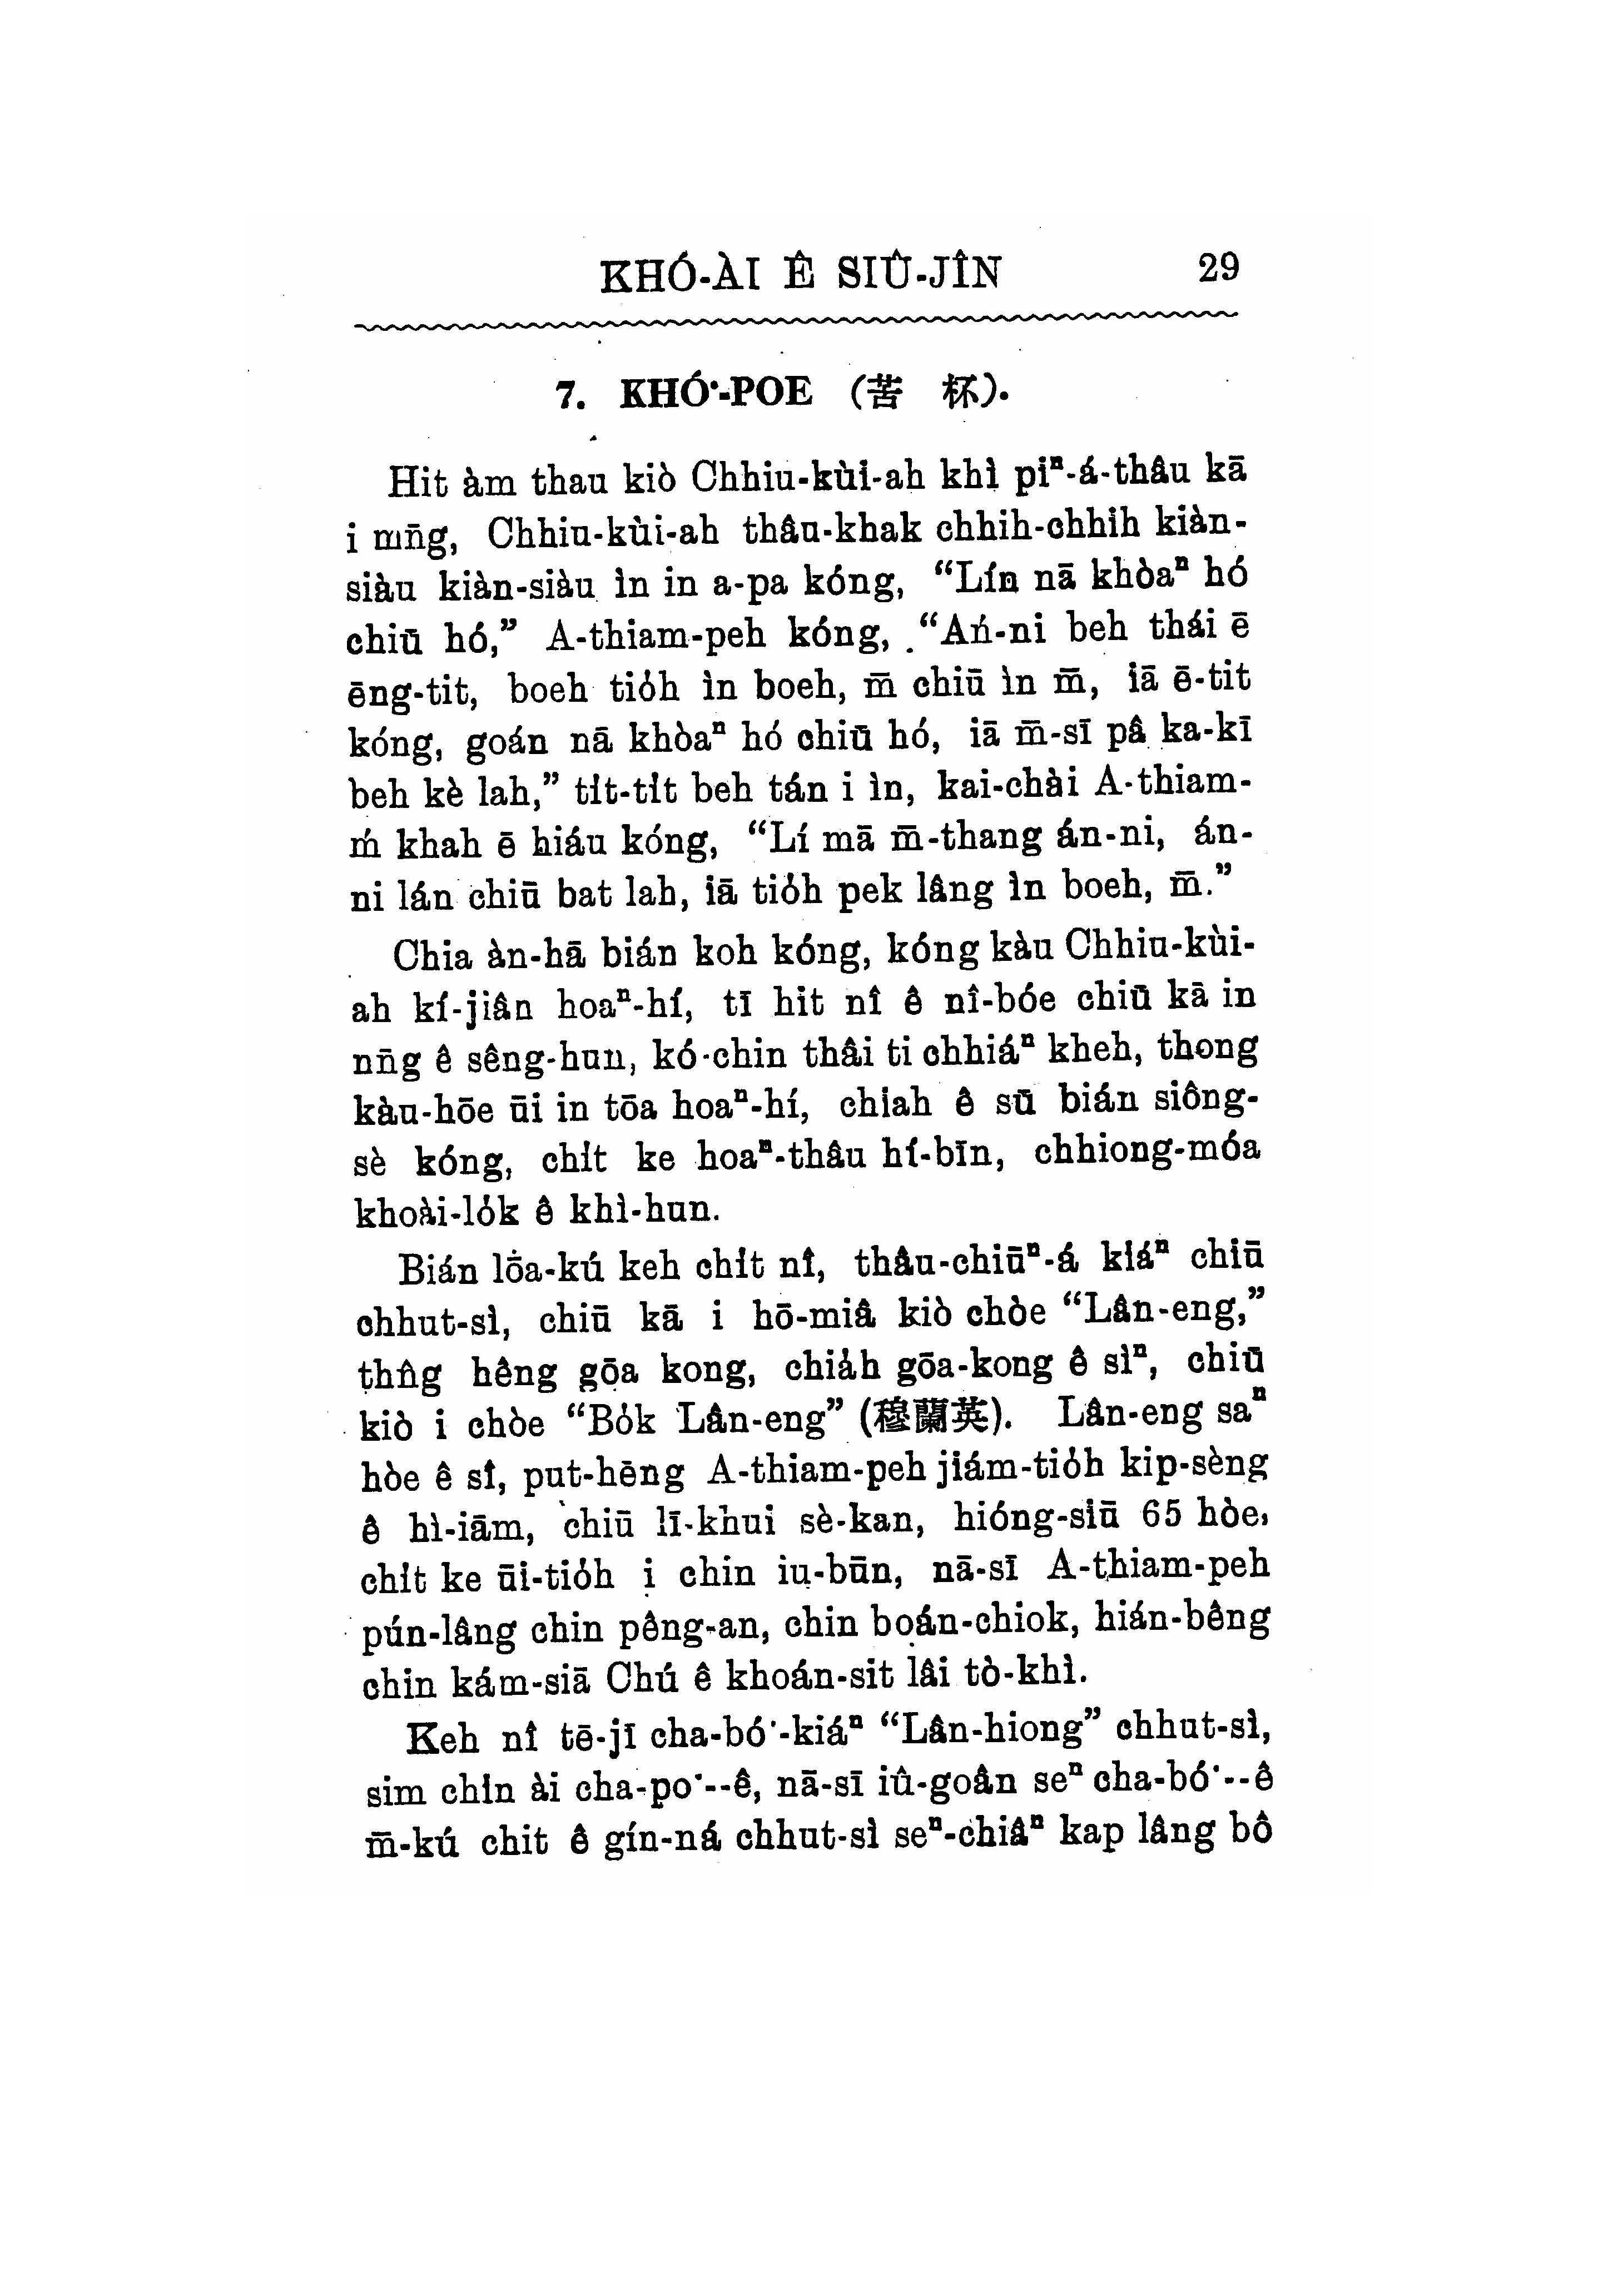 KHÓ-ÀI Ê SIÛ-JÎN 29
7. KHÓ͘-POE (苦 杯).
Hit àm thau kiò Chhiu-kùi-ah khì piⁿ-á-thâu kā
i mn̄g, Chhiu-kùi-ah thâu-khak chhih-chhih kiàn-
siàu kiàn-siàu ìn in a-pa kóng, “Lín nā khòaⁿ hó
chiū hó,” A-thiam-peh kóng, “Ań-ni beh thái ē
ēng-tit, boeh tio̍h ìn boeh, m̄ chiū ìn m̄, iā ē-tit
kóng, goán nā khòaⁿ hó chiū hó, iā m̄-sī pâ ka-kī
beh kè lah,” ti̍t-ti̍t beh tán i ìn, kai-chài A-thiam-
ḿ khah ē hiáu kóng, “Lí mā m̄-thang án-ni, án-
ni lán chiū bat lah, iā tio̍h pek lâng ìn boeh, m̄.”
Chia àn-hā bián koh kóng, kóng kàu Chhiu-kùi-
ah kí-jiân hoaⁿ-hí, tī hit nî ê nî-bóe chiū kā in
nn̄g ê sêng-hun, kó-chin thâi ti chhiáⁿ kheh, thong
kàu-hōe ūi in tōa hoaⁿ-hí, chiah ê sū bián siông-
sè kóng, chi̍t ke hoaⁿ-thâu hí-bīn, chhiong-móa
khoài-lo̍k ê khì-hun.
Bián lōa-kú keh chi̍t nî, thâu-chiūⁿ-á kiáⁿ chiū
chhut-sì, chiū kā i hō-miâ kiò chòe “Lân-eng,”
thn̂g hêng gōa kong, chia̍h gōa-kong ê sìⁿ, chiū
kiò i chòe “Bo̍k Lân-eng” (穆蘭英). Lân-eng saⁿ
hòe ê sî, put-hēng A-thiam-peh jiám-tio̍h kip-sèng
ê hì-iām, chiū lī-khui sè-kan, hióng-siū 65 hòe,
chi̍t ke ūi-tio̍h i chin iu-būn, nā-sī A-thiam-peh
pún-lâng chin pêng-an, chin boán-chiok, hián-bêng
chin kám-siā Chú ê khoán-sit lâi tò-khì.
Keh nî tē-jī cha-bó͘-kiáⁿ “Lân-hiong” chhut-sì,
sim chin ài cha-po͘--ê, nā-sī iû-goân seⁿ cha-bó͘--ê
m̄-kú chit ê gín-ná chhut-sì seⁿ-chiâⁿ kap lâng bô